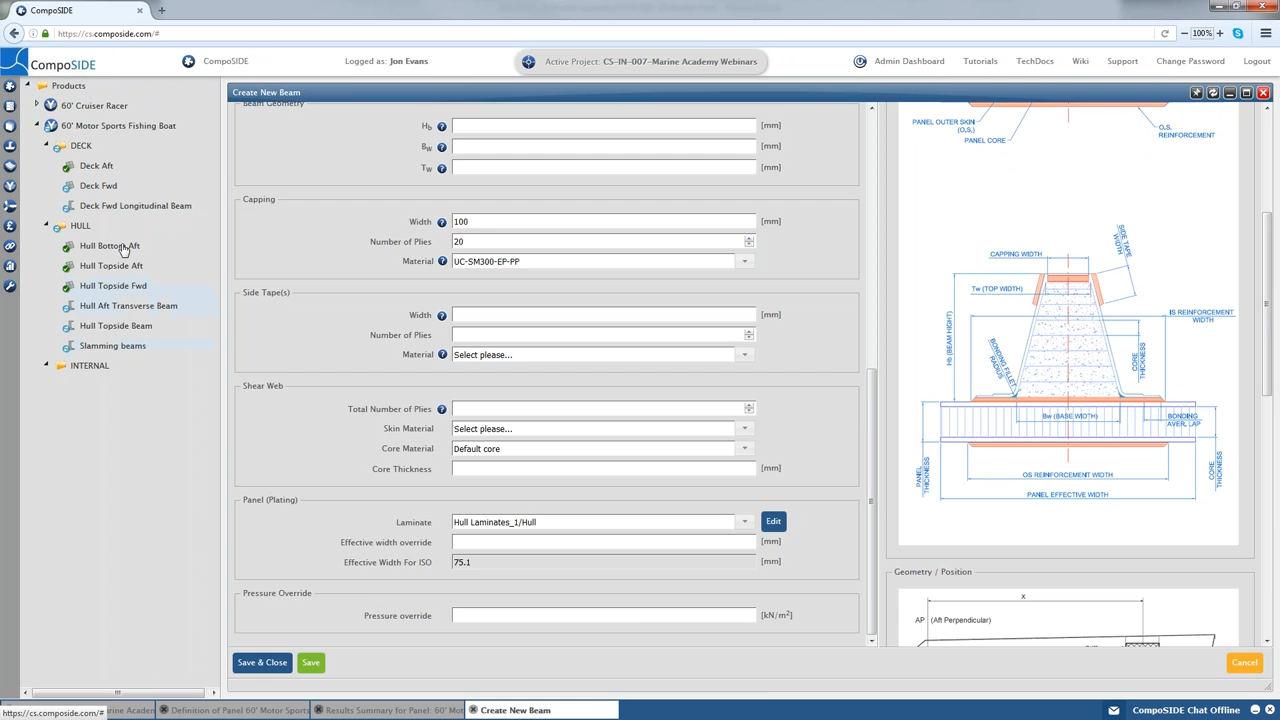 CompoSIDE
https://cs.composide.com/#
100%
CompoSIDE
CompoSIDE
Logged as: Jon Evans
Active Project: CS-IN-007-Marine Academy Webinars
Admin Dashboard
Tutorials
TechDocs
Wiki
Support
Change Password
Logout
Products
60' Cruiser Racer
60' Motor Sports Fishing Boat
DECK
Deck Aft
Deck Fwd
Deck Fwd Longitudinal Beam
HULL
Hull Bottom Aft
Hull Topside Aft
Hull Topside Fwd
Hull Aft Transverse Beam
Hull Topside Beam
Slamming beams
INTERNAL
Create New Beam
Beam Geometry
Hb [mm]
Bw [mm]
Tw [mm]
Capping
Width 100 [mm]
Number of Plies 20
Material UC-SM300-EP-PP
Side Tape(s)
Width [mm]
Number of Plies
Material Select please...
Shear Web
Total Number of Plies
Skin Material Select please...
Core Material Default core
Core Thickness [mm]
Panel (Plating)
Laminate Hull Laminates_1/Hull Edit
Effective width override [mm]
Effective Width For ISO 75.1 [mm]
Pressure Override
Pressure override [kN/m2]
Save & Close
Save
Cancel
PANEL OUTER SKIN
(O.S.)
PANEL CORE
O.S.
REINFORCEMENT
CAPPING WIDTH
SIDE TAPE
WIDTH
Tw (TOP WIDTH)
IS REINFORCEMENT
WIDTH
Hb (BEAM HIGHT)
BONDING FILLET
RADIUS
CORE
THICKNESS
Bw (BASE WIDTH)
BONDING
AVER. LAP
PANEL
THICKNESS
CORE
THICKNESS
OS REINFORCEMENT WIDTH
PANEL EFFECTIVE WIDTH
Geometry / Position
X
AP (Aft Perpendicular)
https://cs.composide.com/#
rine Academ
Definition of Panel 60' Motor Sports
Results Summary for Panel: 60' Mot
Create New Beam
CompoSIDE Chat Offline